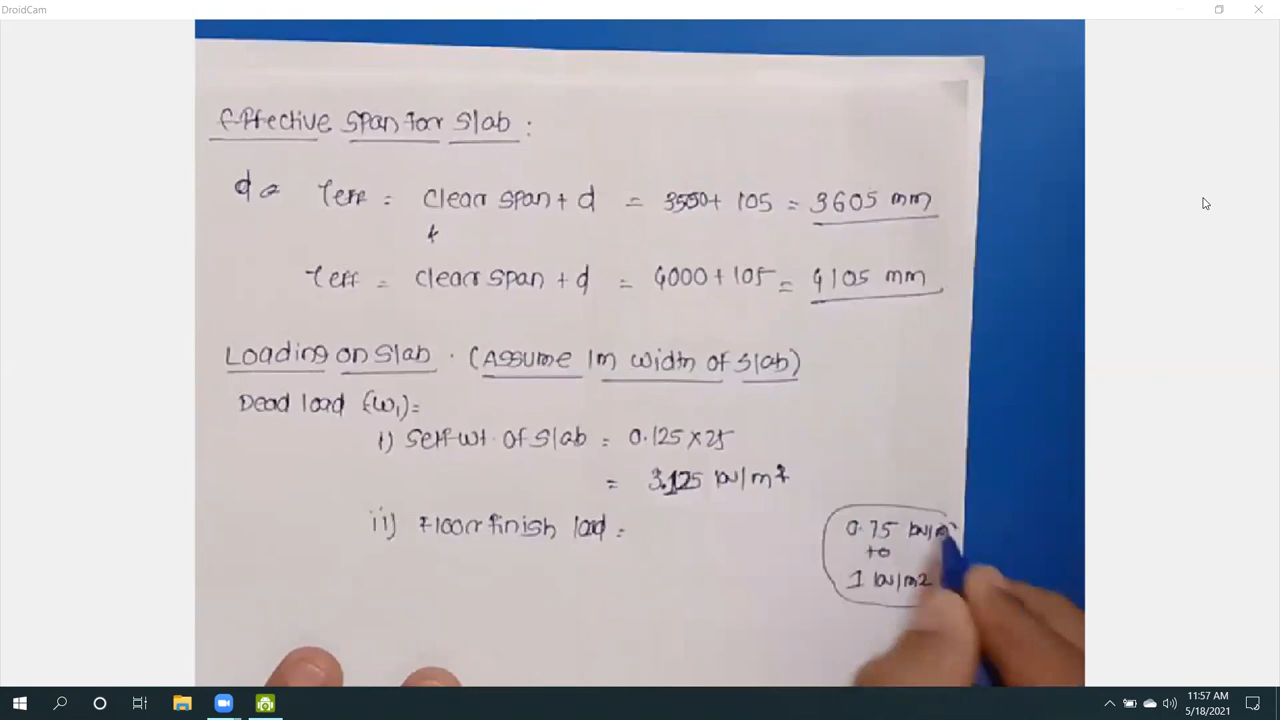 DroidCam
Effective Span for Slab :
d = leff = clear span + d = 3550+ 105 = 3605 mm
&
leff = clear span + d = 4000 + 105 = 4105 mm
Loading on Slab . (Assume 1m width of Slab)
Dead load (W1)=
i) Self wt. of Slab = 0.125 x 25
= 3.125 kN/m²
ii) Floor finish load =
0.75 kN/m²
to
1 kN/m2
11:57 AM
5/18/2021